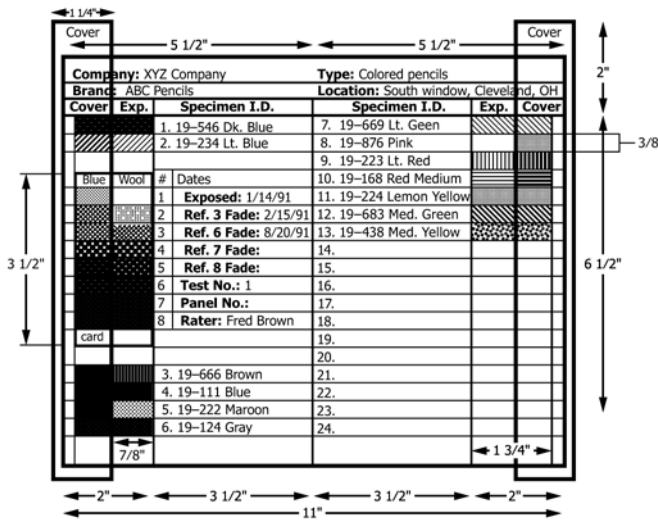 1 1/4"
Cover
Cover
5 1/2"
5 1/2"
2"
Company: XYZ Company
Type: Colored pencils
Brand: ABC Pencils
Location: South window, Cleveland, OH
Cover Exp. Specimen I.D. Specimen I.D. Exp. Cover
1. 19–546 Dk. Blue
7. 19–669 Lt. Geen
2. 19–234 Lt. Blue
8. 19–876 Pink
3/8
9. 19–223 Lt. Red
Blue Wool # Dates
10. 19–168 Red Medium
1 Exposed: 1/14/91
11. 19–224 Lemon Yellow
2 Ref. 3 Fade: 2/15/91
12. 19–683 Med. Green
3 Ref. 6 Fade: 8/20/91
13. 19–438 Med. Yellow
4 Ref. 7 Fade:
14.
3 1/2"
5 Ref. 8 Fade:
15.
6 1/2"
6 Test No.: 1
16.
7 Panel No.:
17.
8 Rater: Fred Brown
18.
card
19.
20.
3. 19–666 Brown
21.
4. 19–111 Blue
22.
5. 19–222 Maroon
23.
6. 19–124 Gray
24.
7/8"
1 3/4"
2"
3 1/2"
3 1/2"
2"
11"